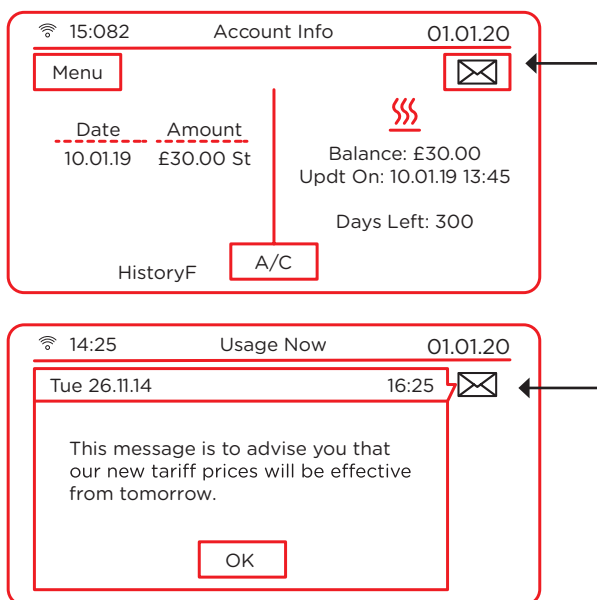 15:082 Account Info 01.01.20
Menu
Date Amount
10.01.19 £30.00 St
Balance: £30.00
Updt On: 10.01.19 13:45
Days Left: 300
HistoryF A/C
14:25 Usage Now 01.01.20
Tue 26.11.14 16:25
This message is to advise you that
our new tariff prices will be effective
from tomorrow.
OK